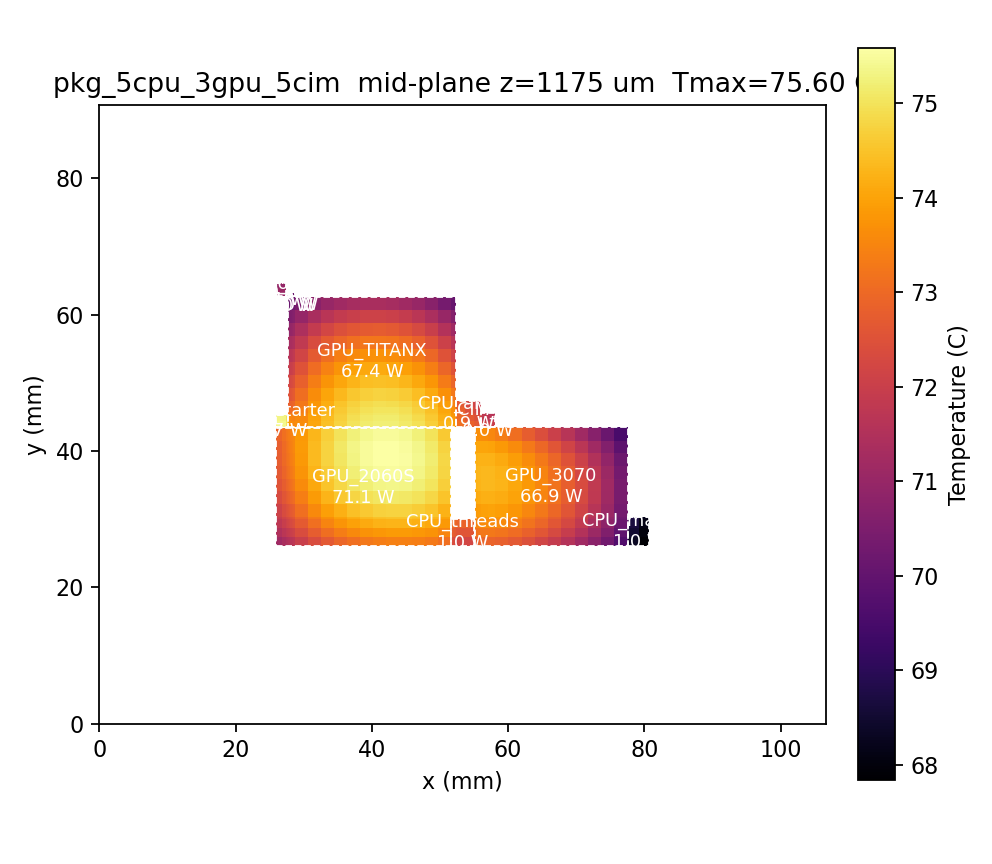 pkg_5cpu_3gpu_5cim  mid-plane z=1175 um  Tmax=75.60
80
60
40
20
0
0
20
40
60
80
100
x (mm)
y (mm)
GPU_TITANX
67.4 W
GPU_2060S
71.1 W
GPU_3070
66.9 W
CPU_threads
1.0 W
75
74
73
72
71
70
69
68
Temperature (C)